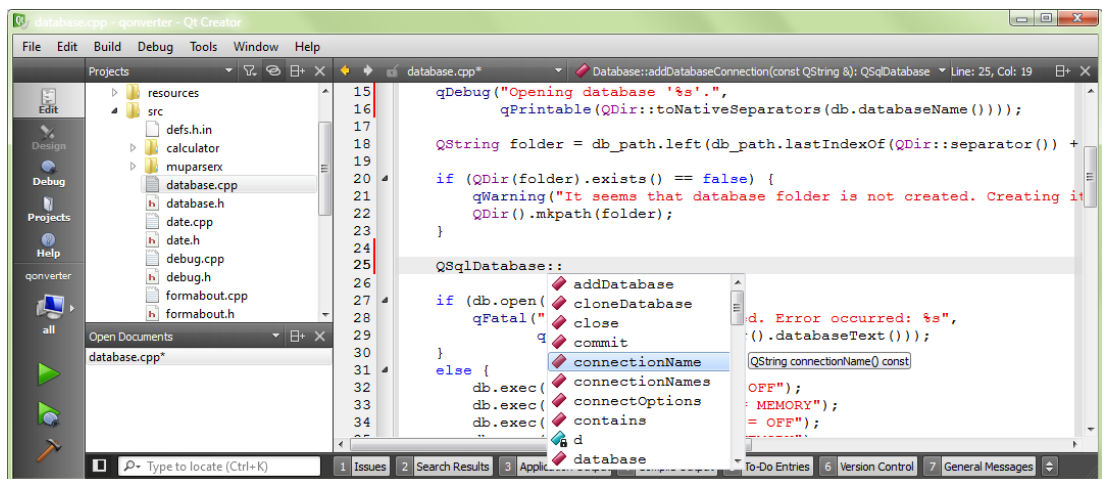 database.cpp - qonverter - Qt Creator
File Edit Build Debug Tools Window Help
Projects
database.cpp*
Database::addDatabaseConnection(const QString &): QSqlDatabase
Line: 25, Col: 19
Edit
Design
Debug
Projects
Help
qonverter
all
resources
src
defs.h.in
calculator
muparserx
database.cpp
database.h
date.cpp
date.h
debug.cpp
debug.h
formabout.cpp
formabout.h
Open Documents
database.cpp*
15 qDebug("Opening database '%s'.",
16 qPrintable(QDir::toNativeSeparators(db.databaseName())));
17
18 QString folder = db_path.left(db_path.lastIndexOf(QDir::separator()) +
19
20 if (QDir(folder).exists() == false) {
21 qWarning("It seems that database folder is not created. Creating it
22 QDir().mkpath(folder);
23 }
24
25 QSqlDatabase::
26
27 if (db.open(
28 qFatal(" d. Error occurred: %s",
29 q ().databaseText()));
30 }
31 else {
32 db.exec( OFF");
33 db.exec( MEMORY");
34 db.exec( = OFF");
addDatabase
cloneDatabase
close
commit
connectionName
connectionNames
connectOptions
contains
d
database
QString connectionName() const
Type to locate (Ctrl+K)
1 Issues 2 Search Results 3 To-Do Entries 6 Version Control 7 General Messages